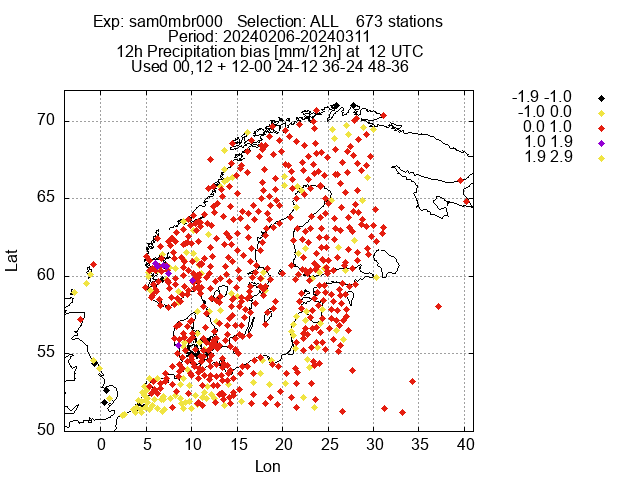 Exp: sam0mbr000   Selection: ALL    673 stations
Period: 20240206-20240311
12h Precipitation bias [mm/12h] at  12 UTC
Used 00,12 + 12-00 24-12 36-24 48-36
-1.9 -1.0
-1.0 0.0
0.0 1.0
1.0 1.9
1.9 2.9
70
65
60
55
50
Lat
0 5 10 15 20 25 30 35 40
Lon